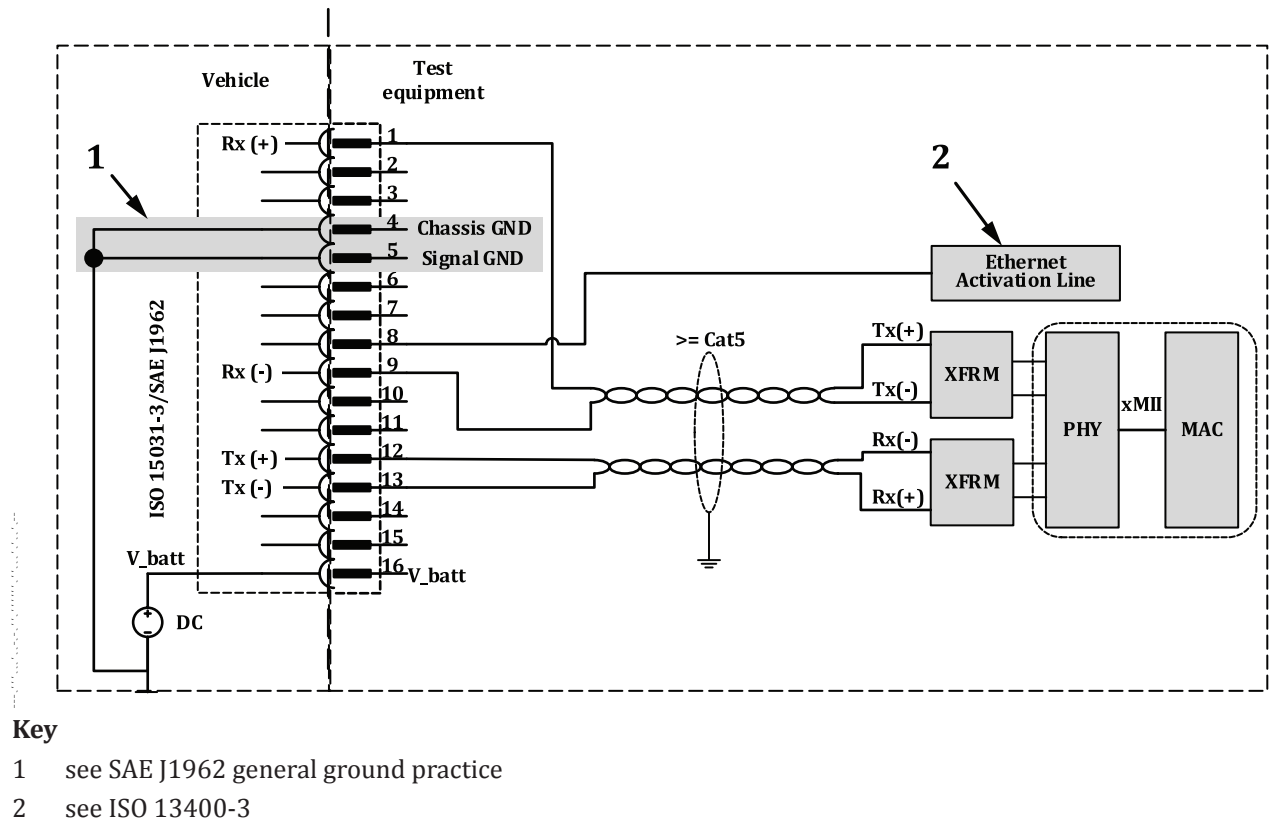 Vehicle
Test
equipment
Rx (+)
1
2
3
4
Chassis GND
5
Signal GND
6
7
8
Rx (-)
9
10
11
Tx (+)
12
Tx (-)
13
14
15
16
V_batt
V_batt
DC
ISO 15031-3/SAE J1962
1
2
Ethernet
Activation Line
>= Cat5
Tx(+)
Tx(-)
XFRM
Rx(-)
Rx(+)
XFRM
PHY
xMII
MAC
Key
1 see SAE J1962 general ground practice
2 see ISO 13400-3